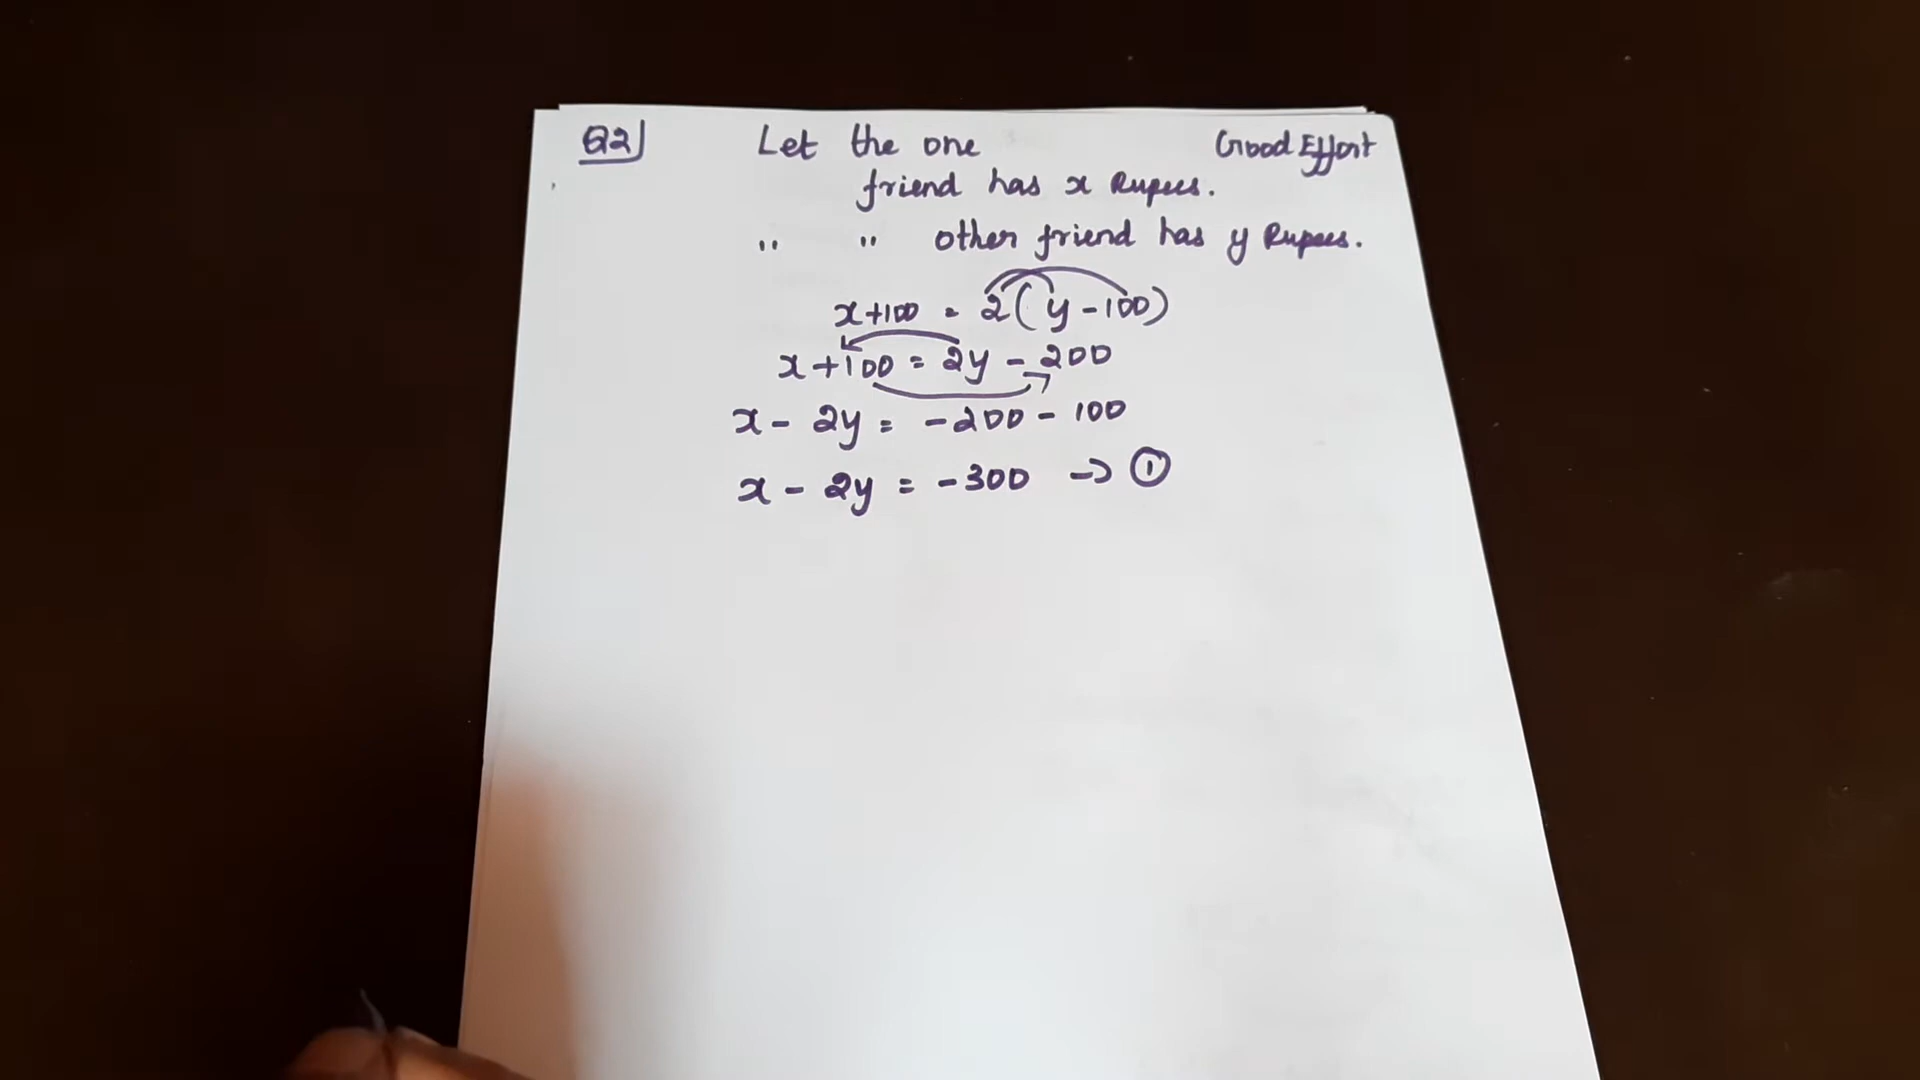 Q2 Let the one Good Effort
friend has x Rupees.
" " other friend has y Rupees.
x+100 = 2(y-100)
x+100 = 2y - 200
x - 2y = -200 - 100
x - 2y = -300 → ①